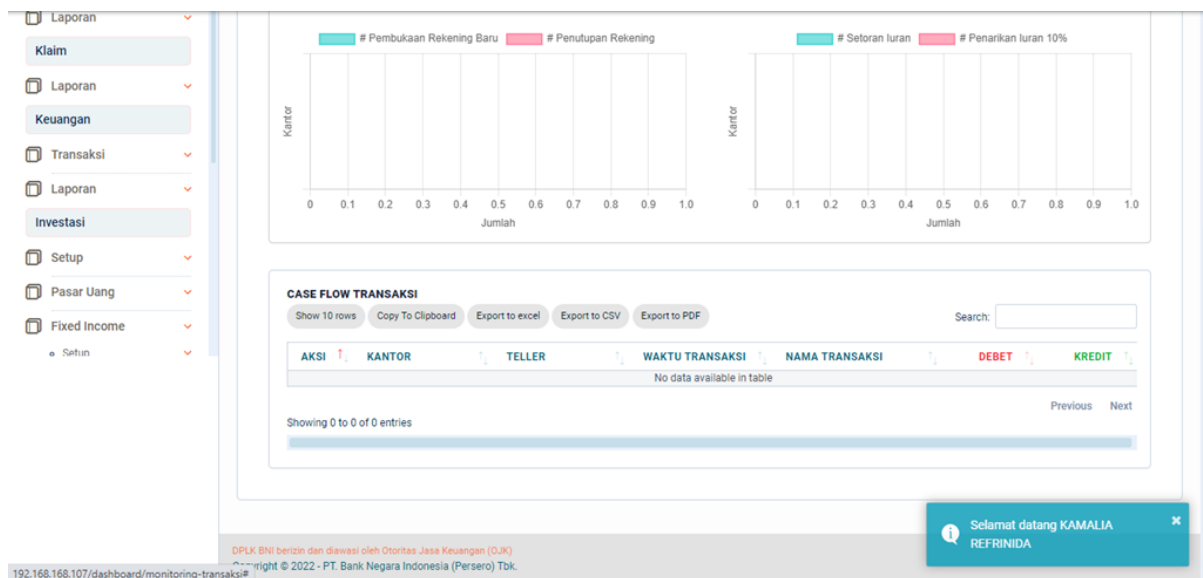 Laporan
Klaim
Laporan
Keuangan
Transaksi
Laporan
Investasi
Setup
Pasar Uang
Fixed Income
Setup
# Pembukaan Rekening Baru # Penutupan Rekening
Kantor
0 0.1 0.2 0.3 0.4 0.5 0.6 0.7 0.8 0.9 1.0
Jumlah
# Setoran Iuran # Penarikan Iuran 10%
Kantor
0 0.1 0.2 0.3 0.4 0.5 0.6 0.7 0.8 0.9 1.0
Jumlah
CASE FLOW TRANSAKSI
Show 10 rows Copy To Clipboard Export to excel Export to CSV Export to PDF Search:
AKSI KANTOR TELLER WAKTU TRANSAKSI NAMA TRANSAKSI DEBET KREDIT
No data available in table
Previous Next
Showing 0 to 0 of 0 entries
Selamat datang KAMALIA
REFRINIDA
×
DPLK BNI berizin dan diawasi oleh Otoritas Jasa Keuangan (OJK)
Copyright © 2022 - PT. Bank Negara Indonesia (Persero) Tbk.
192.168.168.107/dashboard/monitoring-transaksi#